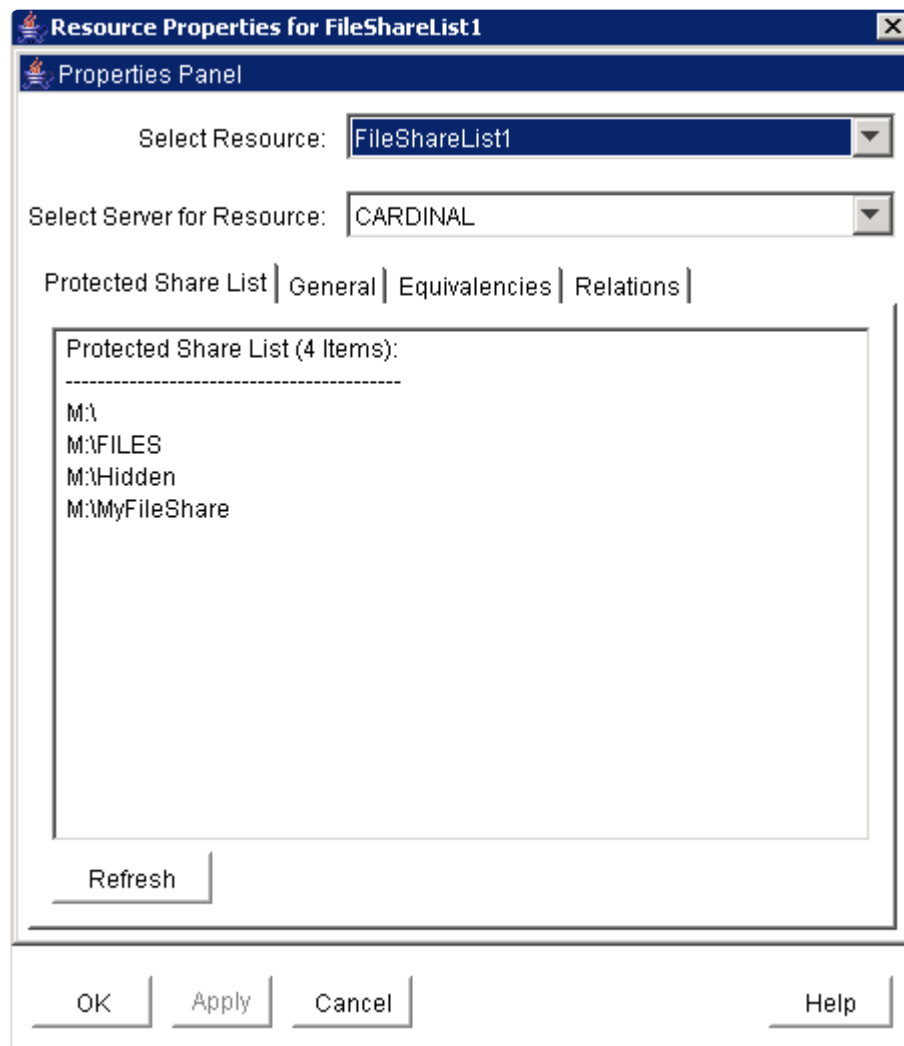 Resource Properties for FileShareList1
Properties Panel
Select Resource: FileShareList1
Select Server for Resource: CARDINAL
Protected Share List General Equivalencies Relations
Protected Share List (4 Items):
------------------------------------------
M:\
M:\FILES
M:\Hidden
M:\MyFileShare
Refresh
OK Apply Cancel Help